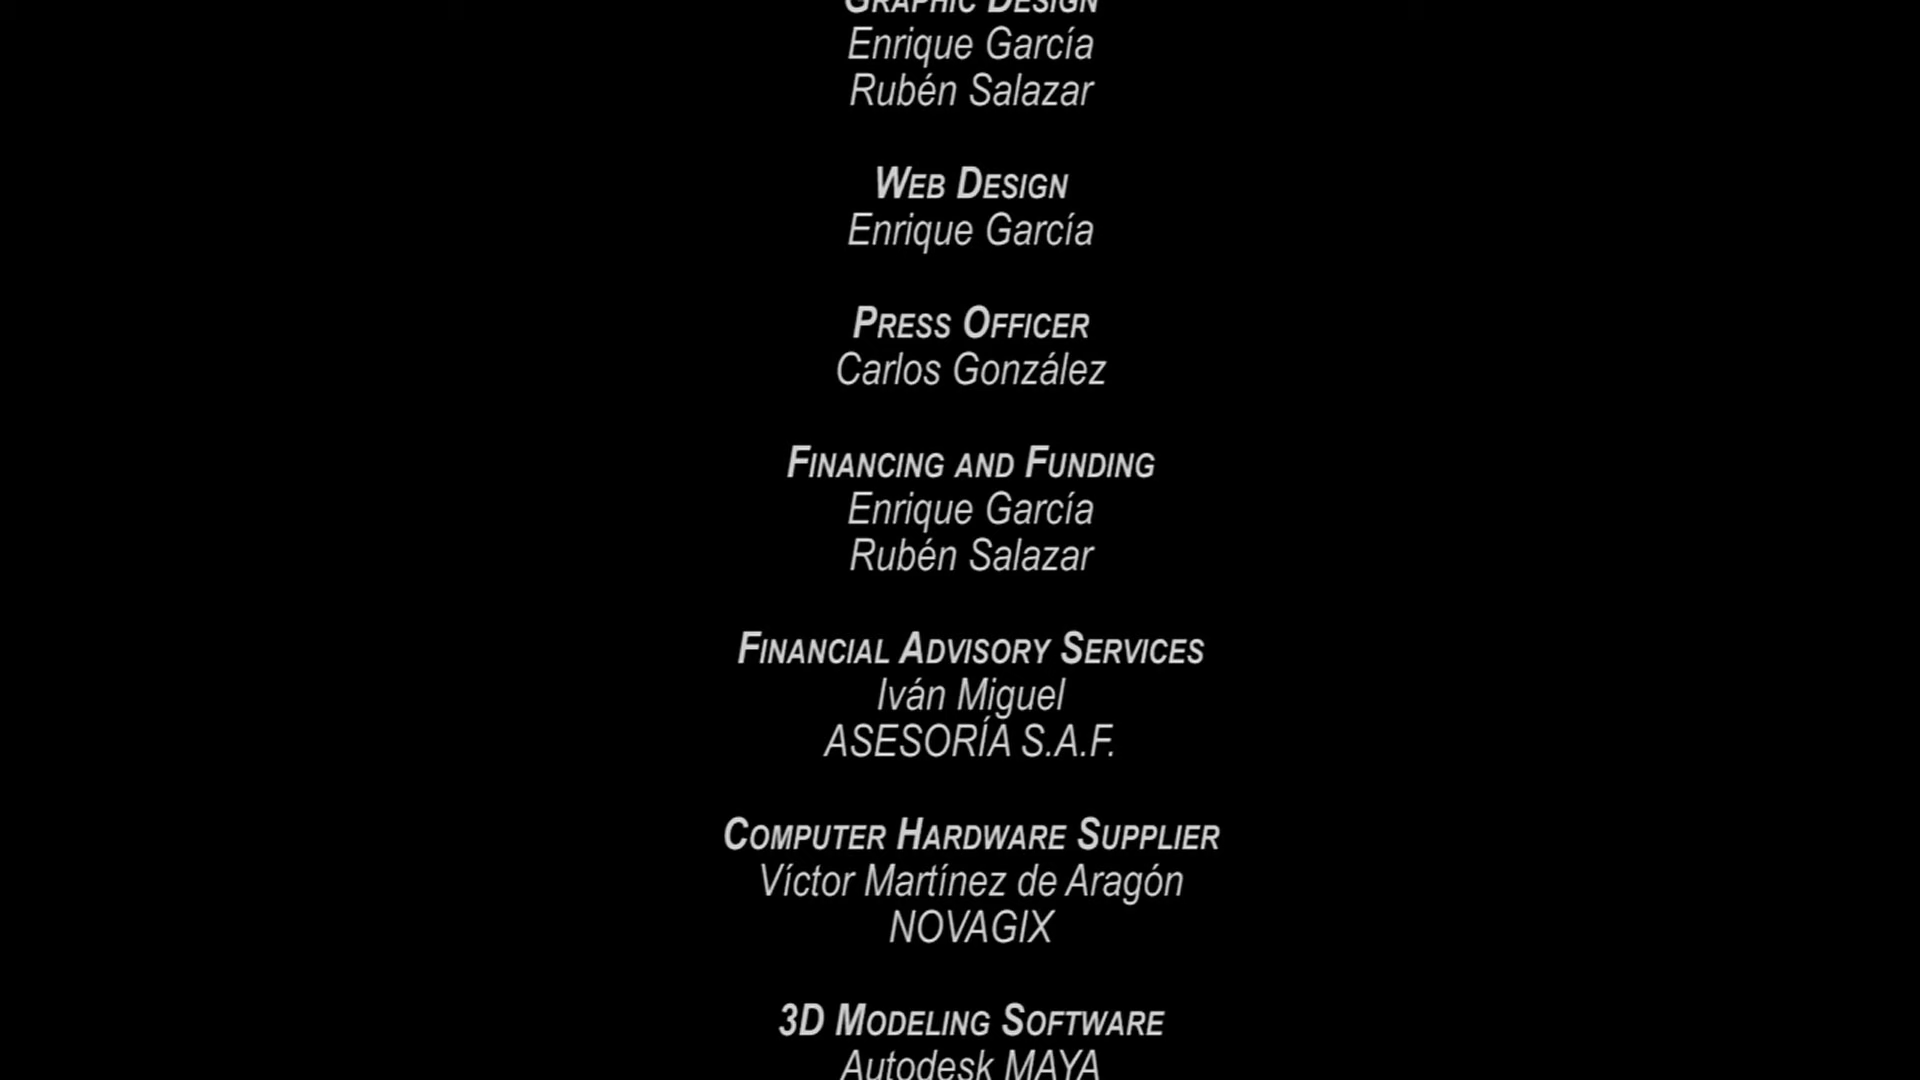 GRAPHIC DESIGN
Enrique García
Rubén Salazar
WEB DESIGN
Enrique García
PRESS OFFICER
Carlos González
FINANCING AND FUNDING
Enrique García
Rubén Salazar
FINANCIAL ADVISORY SERVICES
Iván Miguel
ASESORÍA S.A.F.
COMPUTER HARDWARE SUPPLIER
Víctor Martínez de Aragón
NOVAGIX
3D MODELING SOFTWARE
Autodesk MAYA